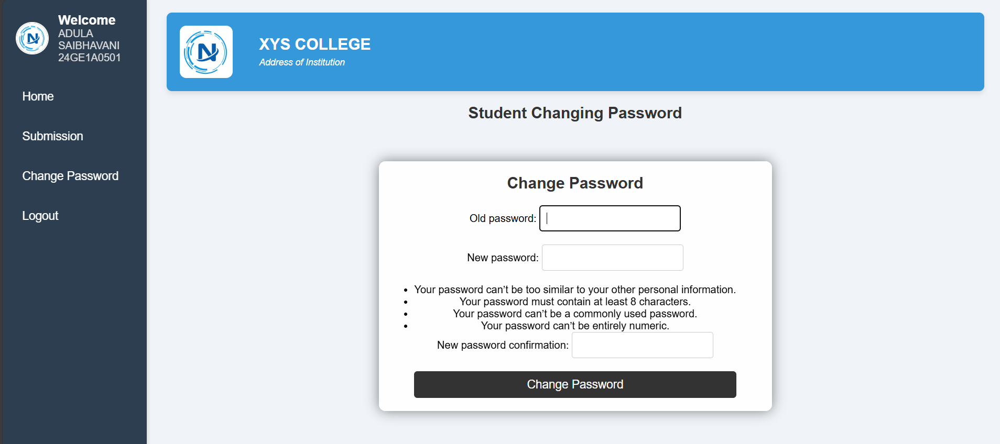 Welcome
ADULA
SAIBHAVANI
24GE1A0501
Home
Submission
Change Password
Logout
N
XYS COLLEGE
Address of Institution
Student Changing Password
Change Password
Old password:
New password:
• Your password can’t be too similar to your other personal information.
• Your password must contain at least 8 characters.
• Your password can’t be a commonly used password.
• Your password can’t be entirely numeric.
New password confirmation:
Change Password